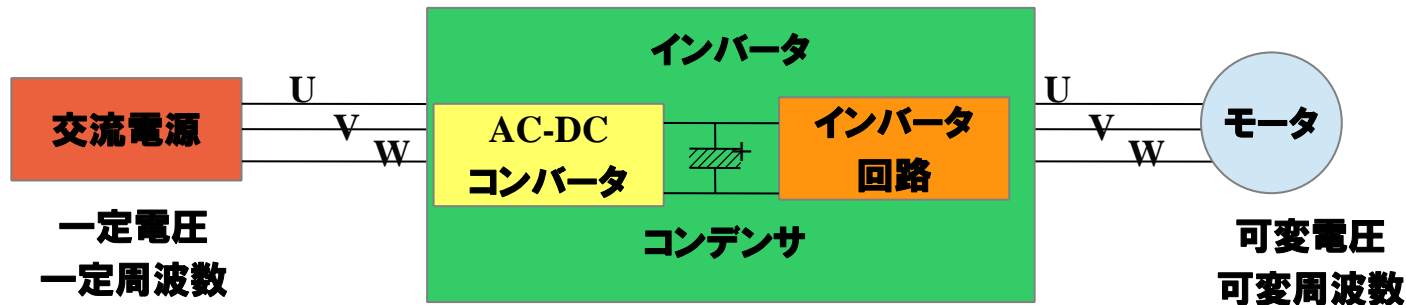 インバータ
交流電源
U
V
W
AC-DC
コンバータ
+
インバータ
回路
コンデンサ
U
V
W
モータ
一定電圧
一定周波数
可変電圧
可変周波数